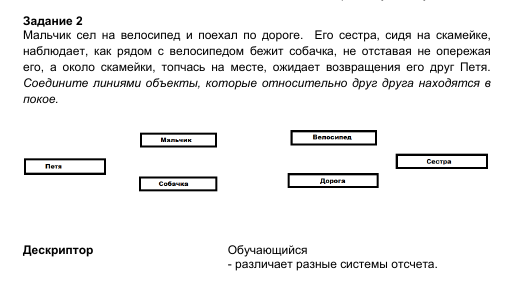 Задание 2
Мальчик сел на велосипед и поехал по дороге. Его сестра, сидя на скамейке,
наблюдает, как рядом с велосипедом бежит собачка, не отставая не опережая
его, а около скамейки, топчась на месте, ожидает возвращения его друг Петя.
Соедините линиями объекты, которые относительно друг друга находятся в
покое.
Мальчик
Велосипед
Петя
Сестра
Собачка
Дорога
Дескриптор
Обучающийся
- различает разные системы отсчета.